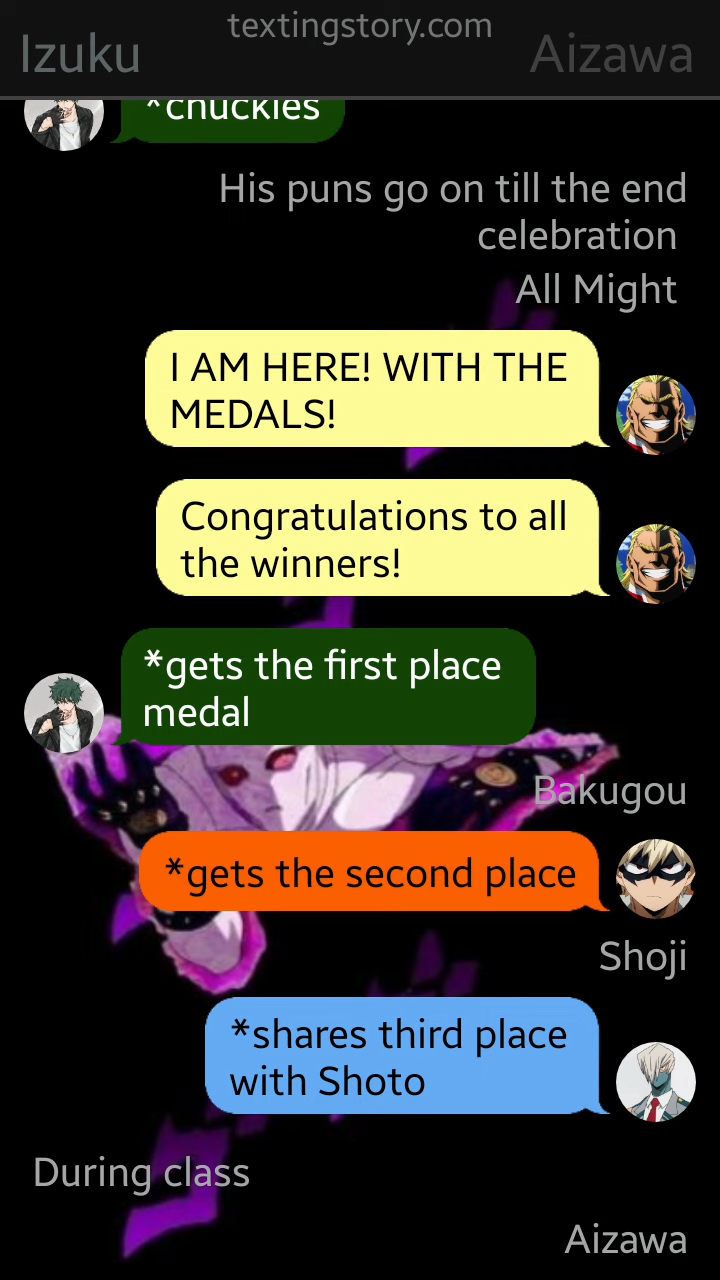 textingstory.com
Izuku
Aizawa
*chuckles
His puns go on till the end
celebration
All Might
I AM HERE! WITH THE
MEDALS!
Congratulations to all
the winners!
*gets the first place
medal
Bakugou
*gets the second place
Shoji
*shares third place
with Shoto
During class
Aizawa